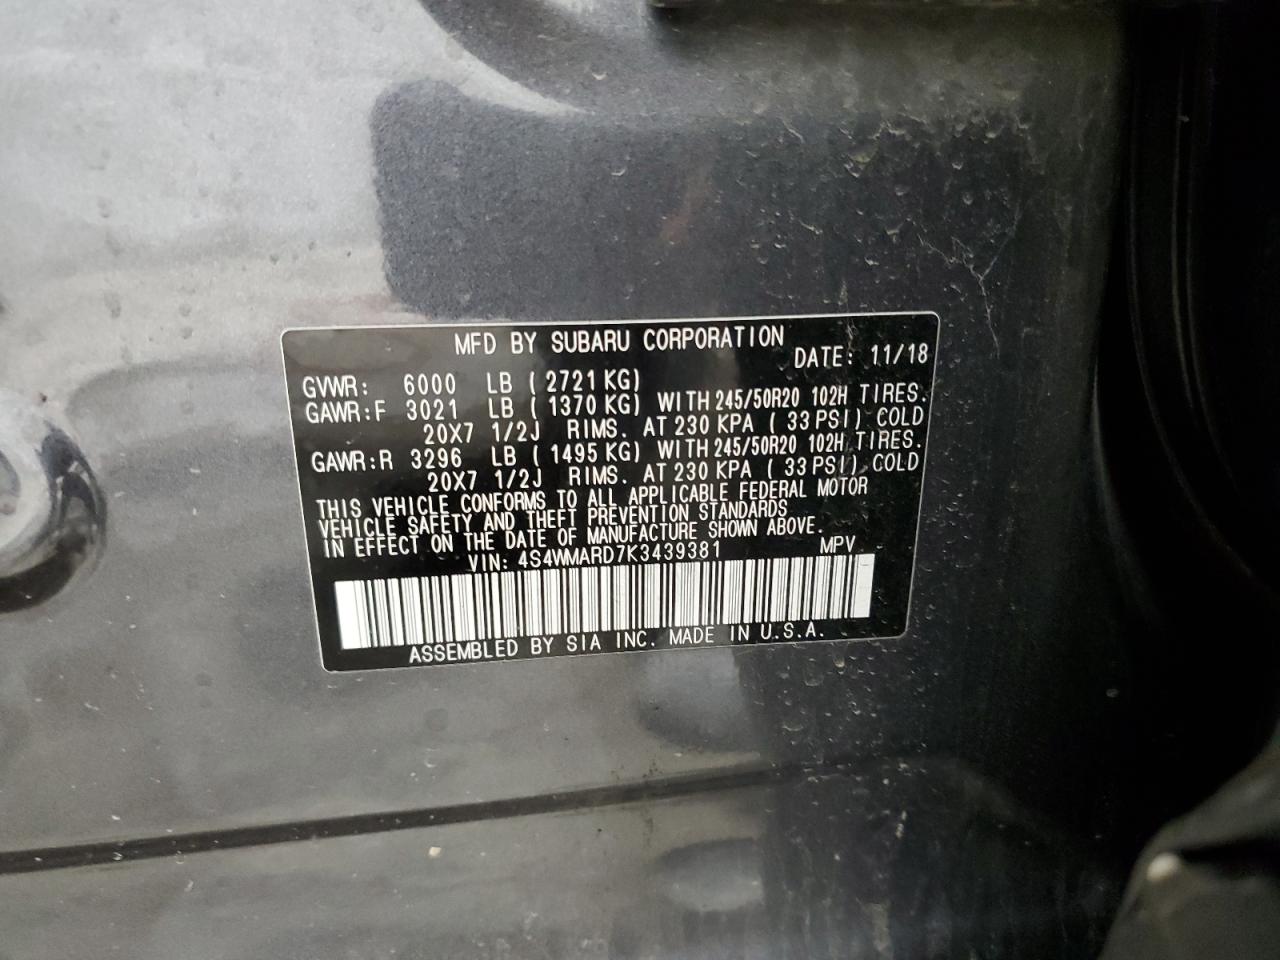 MFD BY SUBARU CORPORATION
DATE: 11/18
GVWR: 6000 LB ( 2721 KG)
GAWR:F 3021 LB ( 1370 KG) WITH 245/50R20 102H TIRES.
20X7 1/2J RIMS. AT 230 KPA ( 33 PSI) COLD
GAWR:R 3296 LB ( 1495 KG) WITH 245/50R20 102H TIRES.
20X7 1/2J RIMS. AT 230 KPA ( 33 PSI) COLD
THIS VEHICLE CONFORMS TO ALL APPLICABLE FEDERAL MOTOR
VEHICLE SAFETY AND THEFT PREVENTION STANDARDS
IN EFFECT ON THE DATE OF MANUFACTURE SHOWN ABOVE.
VIN: 4S4WMARD7K3439381 MPV
ASSEMBLED BY SIA INC. MADE IN U.S.A.